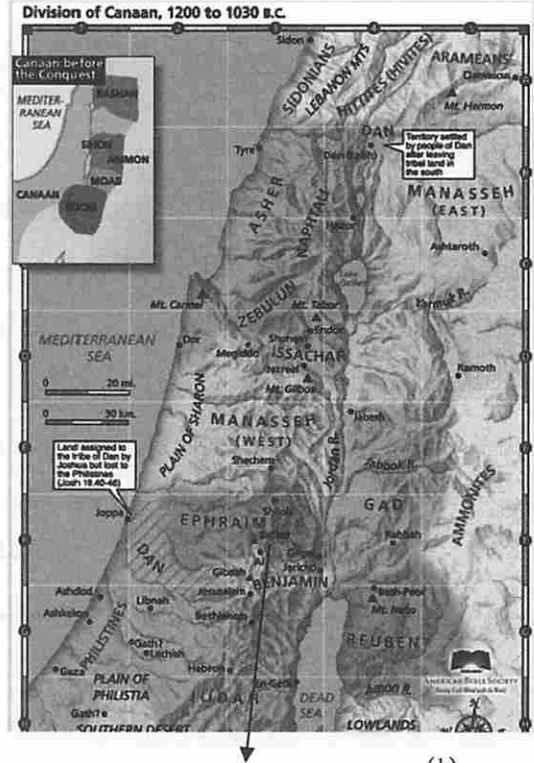 Division of Canaan, 1200 to 1030 B.C.
Canaan before
the Conquest
BASHAN
MEDITER-
RANEAN
SEA
SIHON
AMMON
MOAB
CANAAN
EDOM
Sidon
SIDONIANS
LEBANON MTS
HITTITES (HIVITES)
ARAMEANS
Damascus
Mt. Hermon
Tyre
DAN
Territory settled
by people of Dan
after leaving
tribal land in
the south
ASHER
NAPHTALI
Hazor
MANASSEH
(EAST)
Ashtaroth
Lake
Mt. Carmel
ZEBULUN
Mt. Tabor
Endor
Yarmuk R.
MEDITERRANEAN
SEA
Dor
Megiddo
Shunem
ISSACHAR
Jezreel
Mt. Gilboa
Ramoth
0 20 mi.
0 30 km.
PLAIN OF SHARON
MANASSEH
(WEST)
Jabesh
Jordan R.
Shechem
Jabbok R.
Land assigned to
the tribe of Dan by
Joshua but lost to
the Philistines
(Josh 19.40-48)
Joppa
EPHRAIM
Shiloh
GAD
AMMONITES
DAN
Ai
Rabbah
Gibeah
Jericho
BENJAMIN
Ashdod
Libnah
Jerusalem
Beth-Peor
Mt. Nebo
Ashkelon
Bethlehem
PHILISTINES
Gath?
Lachish
REUBEN
Gaza
Hebron
En-Gedi
PLAIN OF
PHILISTIA
JUDAH
DEAD
SEA
Arnon R.
AMERICAN BIBLE SOCIETY
Gath?
SOUTHERN DESERT
LOWLANDS
(b)